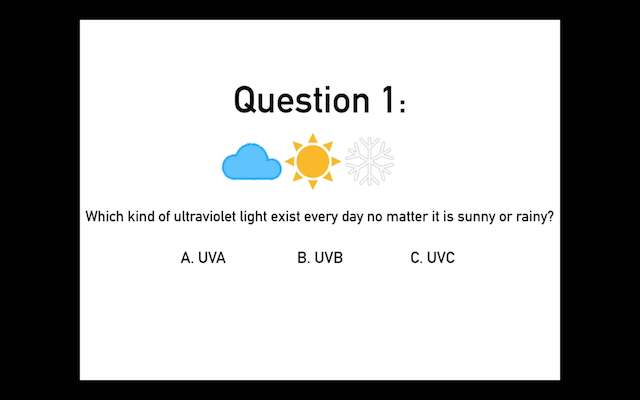 Question 1:
Which kind of ultraviolet light exist every day no matter it is sunny or rainy?
A. UVA B. UVB C. UVC